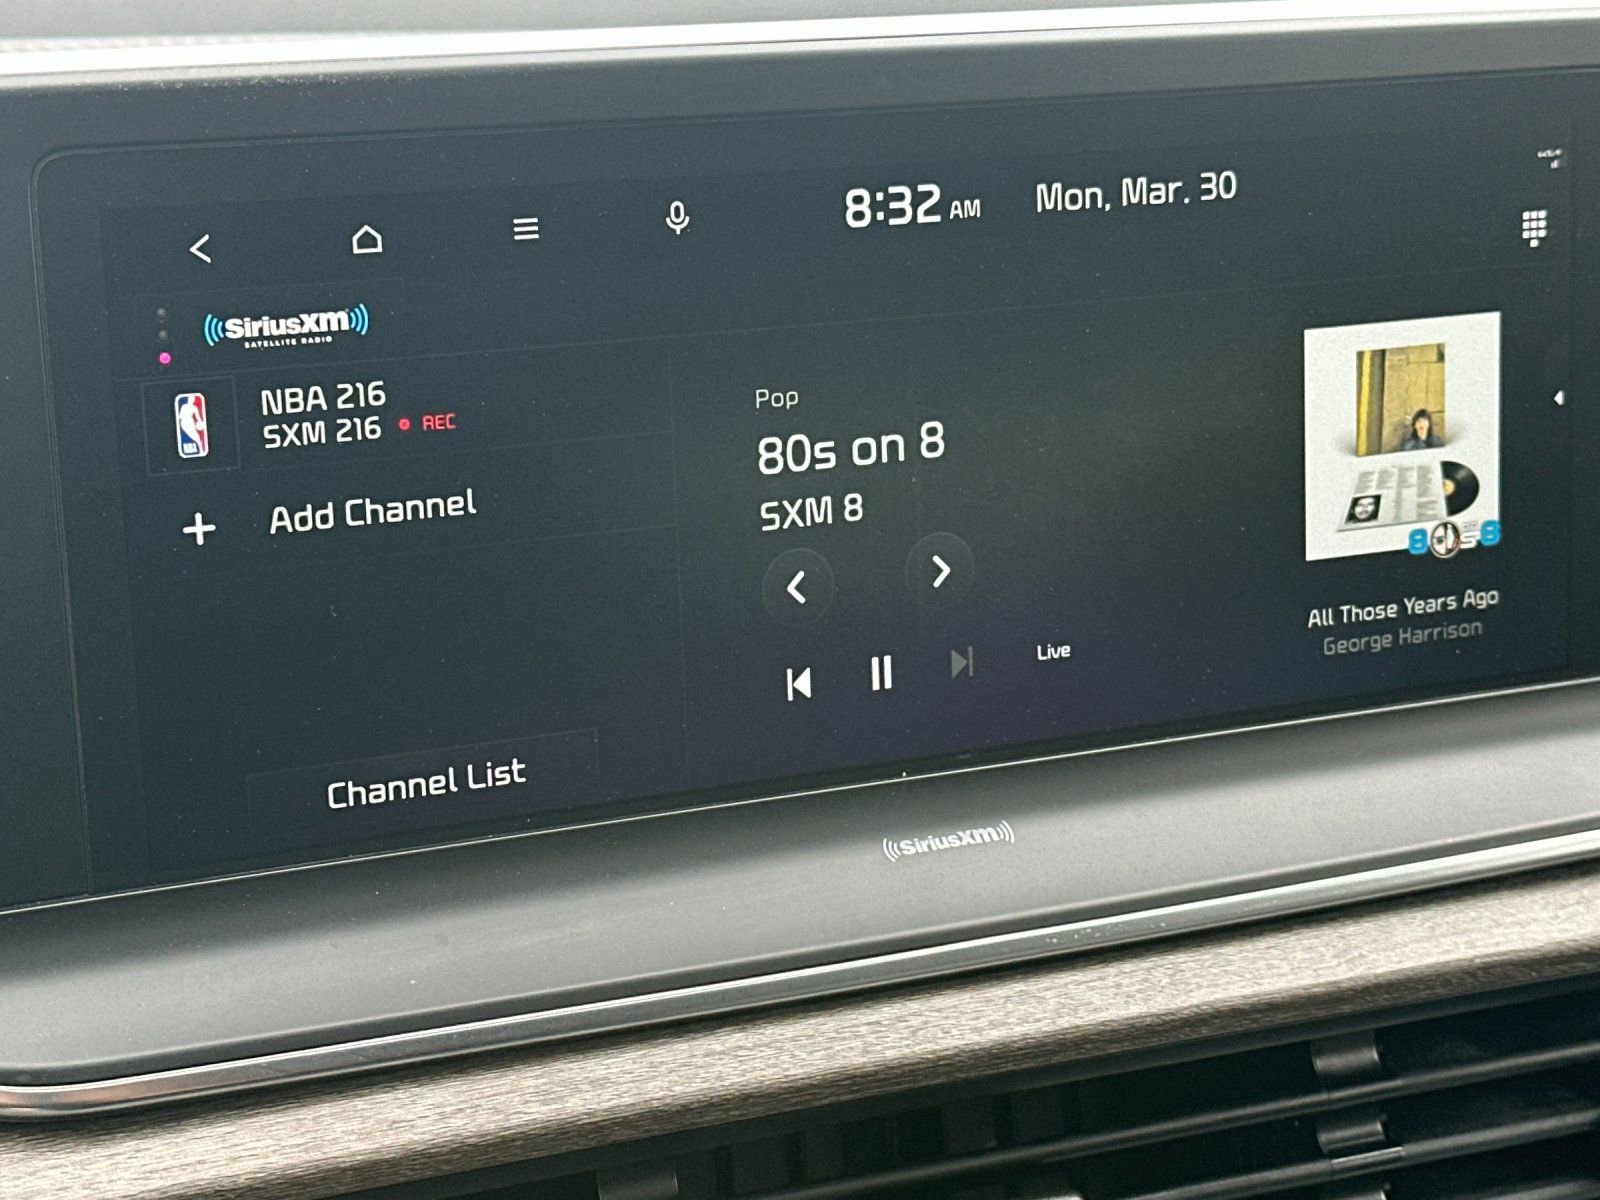 8:32 AM
Mon, Mar. 30
SiriusXM
SATELLITE RADIO
NBA 216
SXM 216 REC
Add Channel
Channel List
Pop
80s on 8
SXM 8
Live
All Those Years Ago
George Harrison
SiriusXM